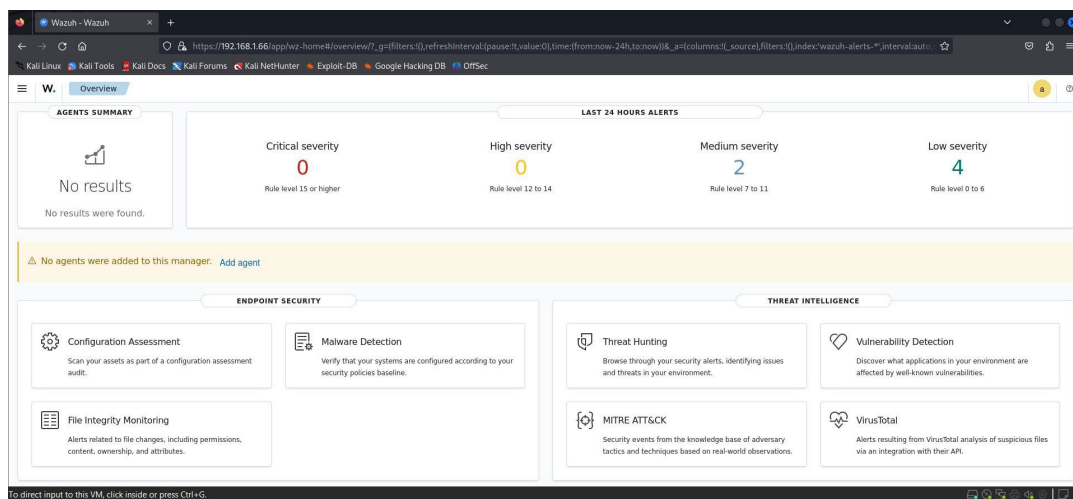 Wazuh - Wazuh
https://192.168.1.66/app/wz-home#/overview/?_g=(filters:!(),refreshInterval:(pause:!t,value:0),time:(from:now-24h,to:now))&_a=(columns:!(_source),filters:!(),index:'wazuh-alerts-*',interval:auto,
Kali Linux Kali Tools Kali Docs Kali Forums Kali NetHunter Exploit-DB Google Hacking DB OffSec
W. Overview a
AGENTS SUMMARY
No results
No results were found.
LAST 24 HOURS ALERTS
Critical severity
0
Rule level 15 or higher
High severity
0
Rule level 12 to 14
Medium severity
2
Rule level 7 to 11
Low severity
4
Rule level 0 to 6
No agents were added to this manager. Add agent
ENDPOINT SECURITY
Configuration Assessment
Scan your assets as part of a configuration assessment
audit.
Malware Detection
Verify that your systems are configured according to your
security policies baseline.
File Integrity Monitoring
Alerts related to file changes, including permissions,
content, ownership, and attributes.
THREAT INTELLIGENCE
Threat Hunting
Browse through your security alerts, identifying issues
and threats in your environment.
Vulnerability Detection
Discover what applications in your environment are
affected by well-known vulnerabilities.
MITRE ATT&CK
Security events from the knowledge base of adversary
tactics and techniques based on real-world observations.
VirusTotal
Alerts resulting from VirusTotal analysis of suspicious files
via an integration with their API.
To direct input to this VM, click inside or press Ctrl+G.